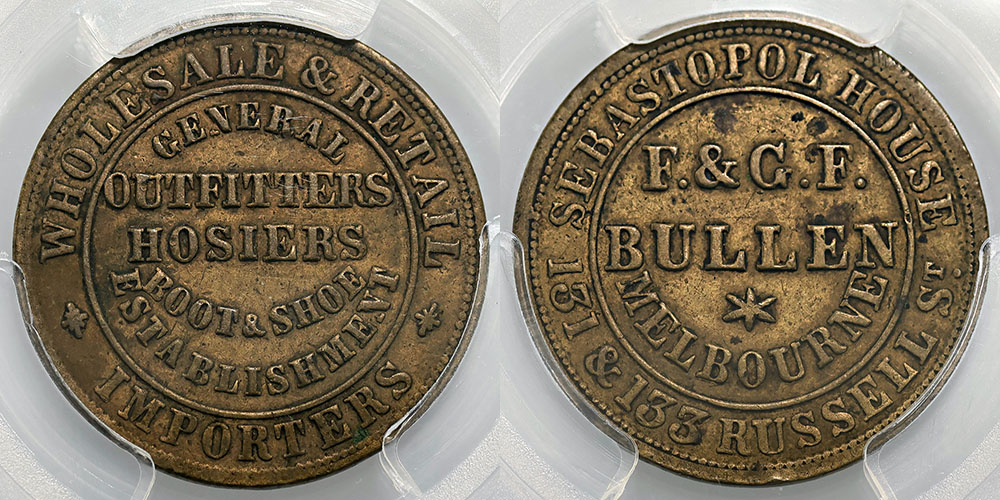 WHOLESALE & RETAIL
GENERAL
OUTFITTERS
HOSIERS
BOOT & SHOE
ESTABLISHMENT
IMPORTERS
SEBASTOPOL HOUSE
F. & G. F.
BULLEN
MELBOURNE
131 & 133 RUSSELL ST.